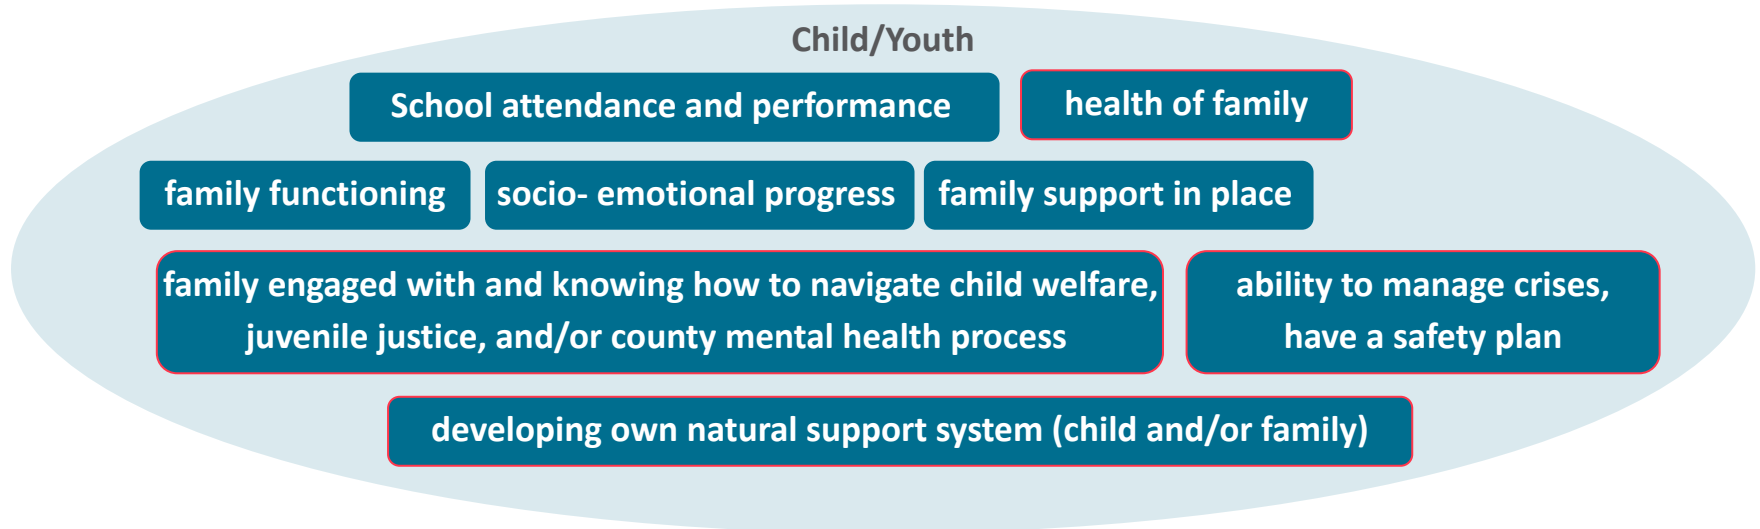 Child/Youth
School attendance and performance
health of family
family functioning
socio- emotional progress
family support in place
family engaged with and knowing how to navigate child welfare,
juvenile justice, and/or county mental health process
ability to manage crises,
have a safety plan
developing own natural support system (child and/or family)